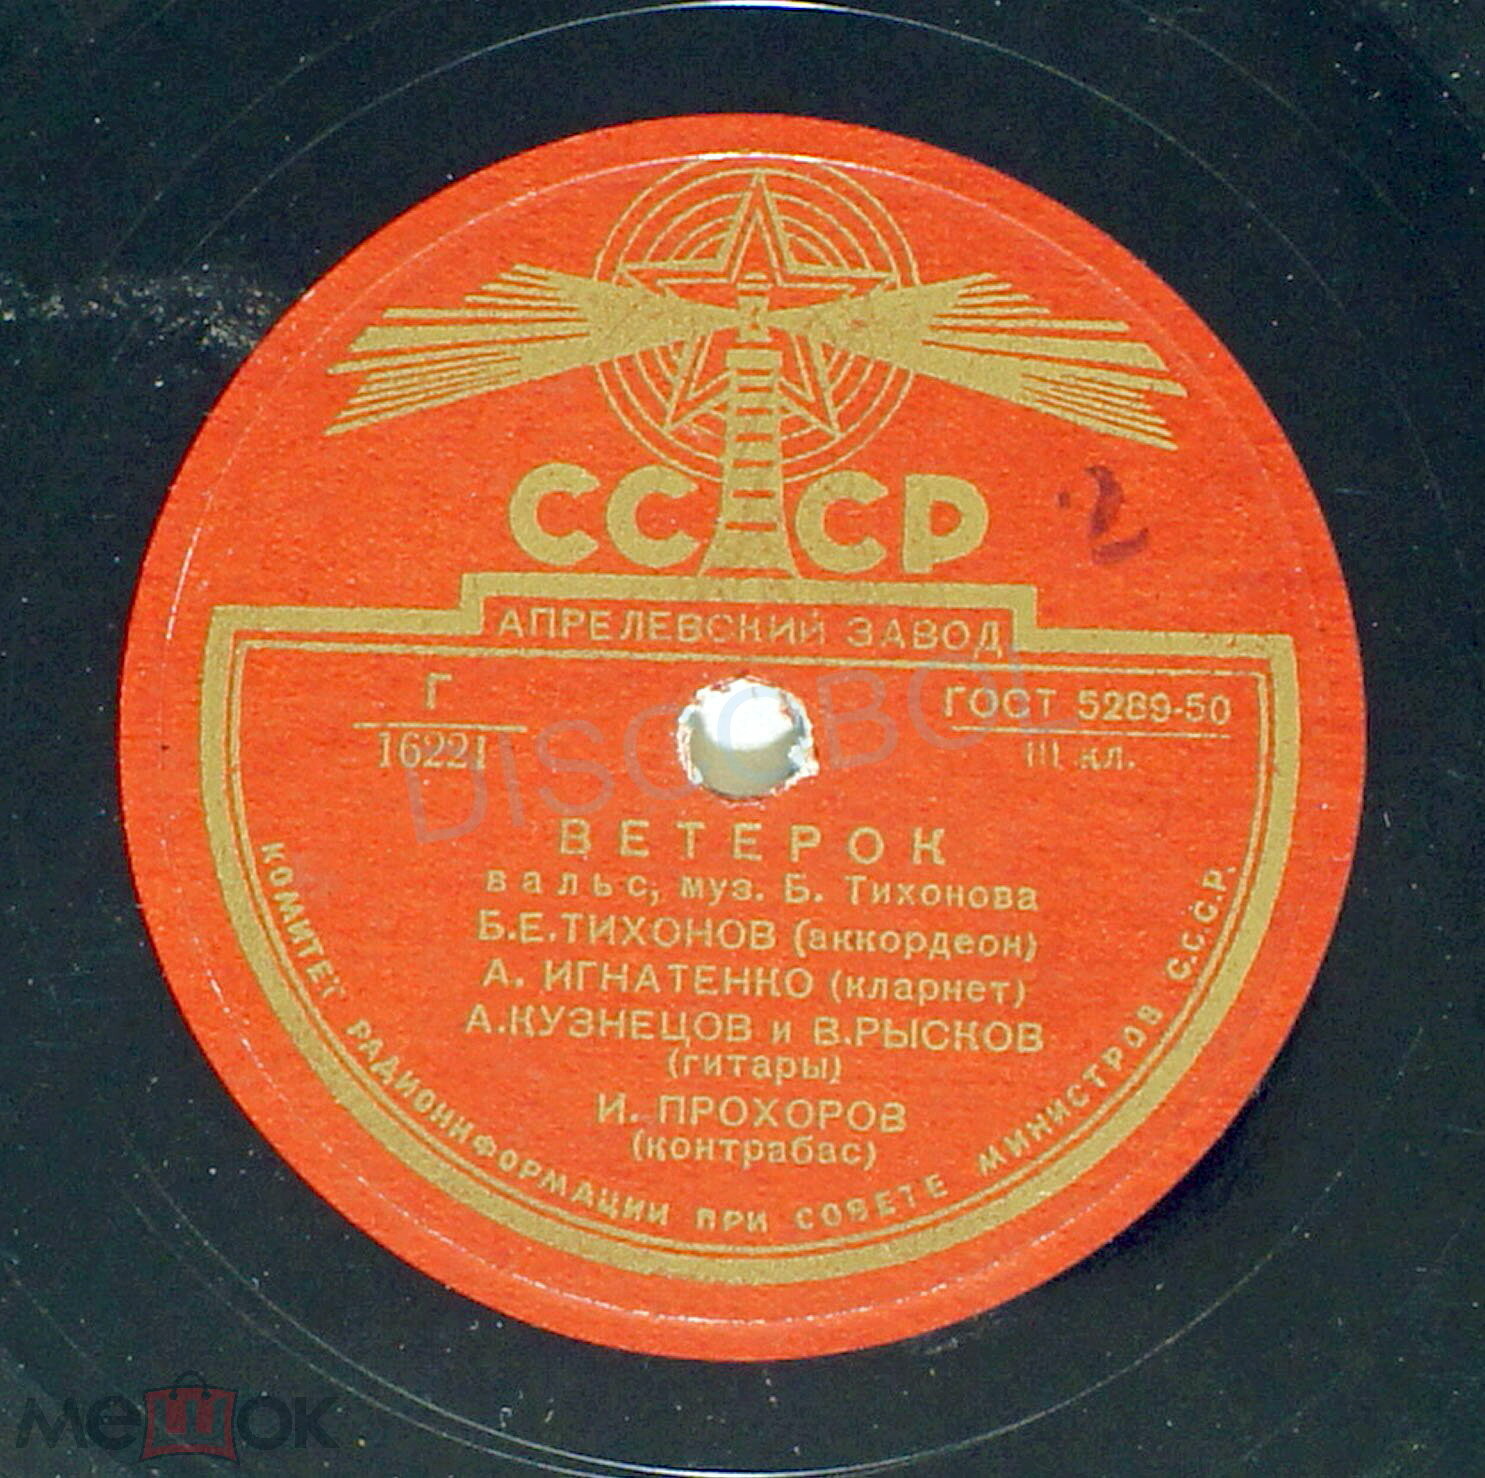 СССР
2
АПРЕЛЕВСКИЙ ЗАВОД
Г
16221
ГОСТ 5289-50
III кл.
DISCOBOL
ВЕТЕРОК
вальс, муз. Б. Тихонова
Б.Е.ТИХОНОВ (аккордеон)
А. ИГНАТЕНКО (кларнет)
А.КУЗНЕЦОВ и В.РЫСКОВ
(гитары)
И. ПРОХОРОВ
(контрабас)
КОМИТЕТ РАДИОИНФОРМАЦИИ ПРИ СОВЕТЕ МИНИСТРОВ С.С.С.Р.
мешок